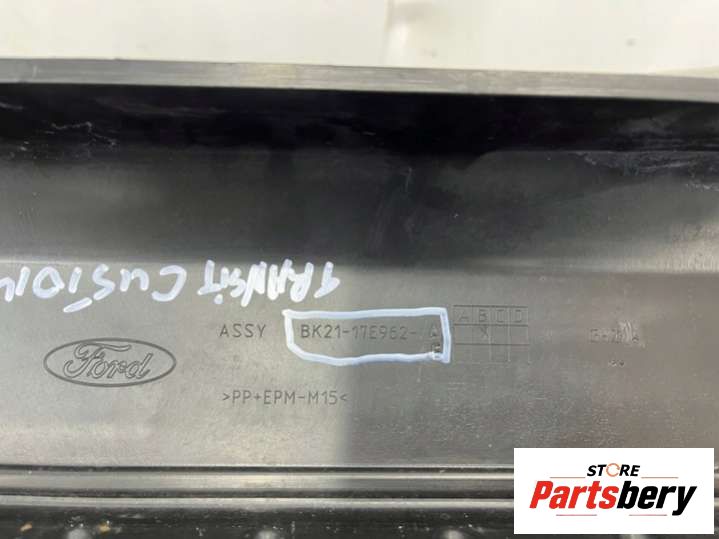 TRANSIT CUSTOM
A B C D
ASSY BK21-17E962-A
X
Ford
>PP+EPM-M15<
STORE
Partsbery